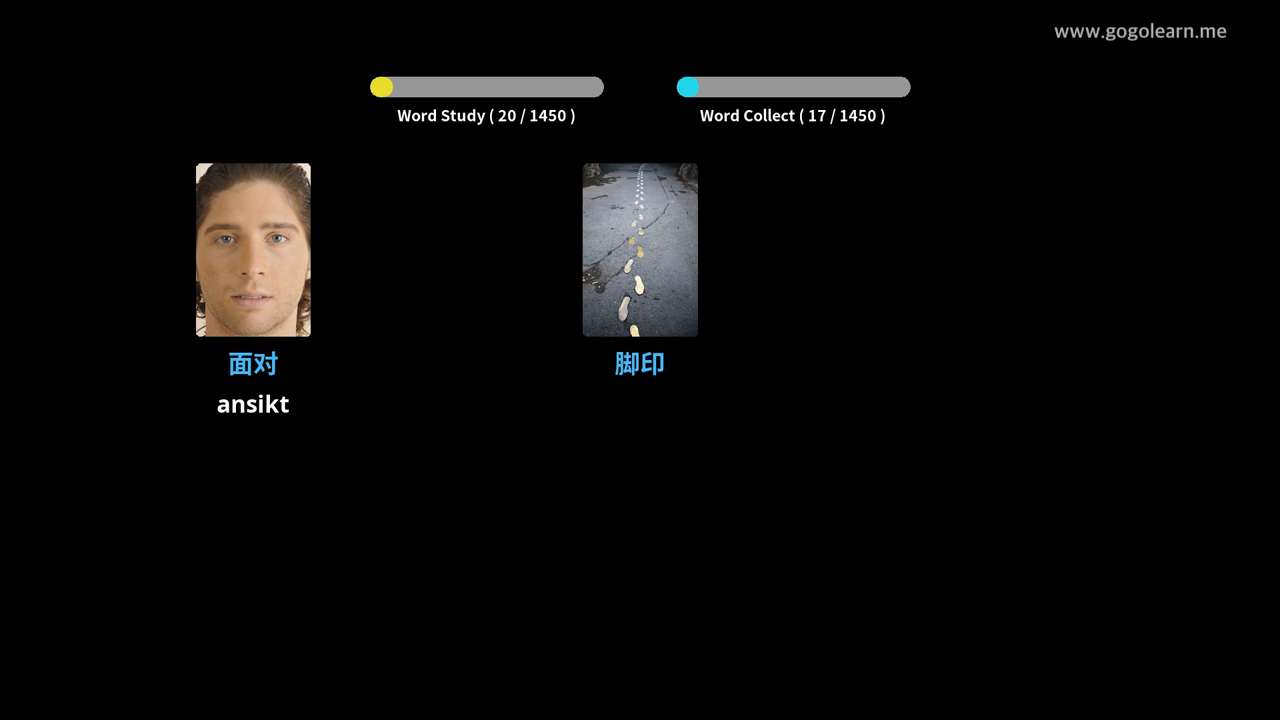 www.gogolearn.me
Word Study ( 20 / 1450 )
Word Collect ( 17 / 1450 )
面对
脚印
ansikt